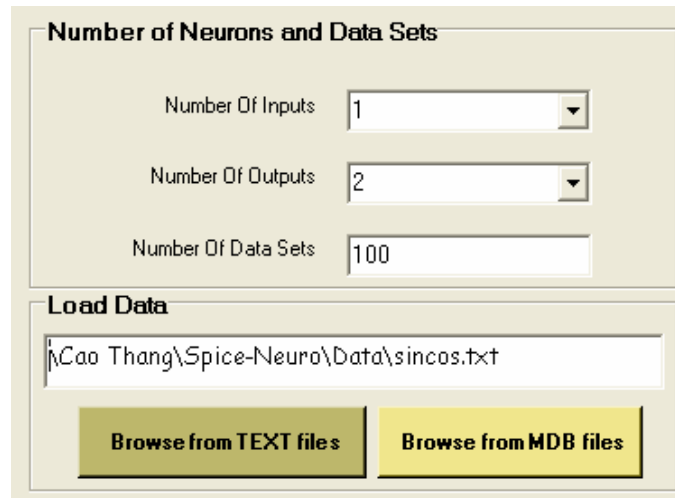 Number of Neurons and Data Sets
Number Of Inputs 1
Number Of Outputs 2
Number Of Data Sets 100
Load Data
\Cao Thang\Spice-Neuro\Data\sincos.txt
Browse from TEXT files Browse from MDB files